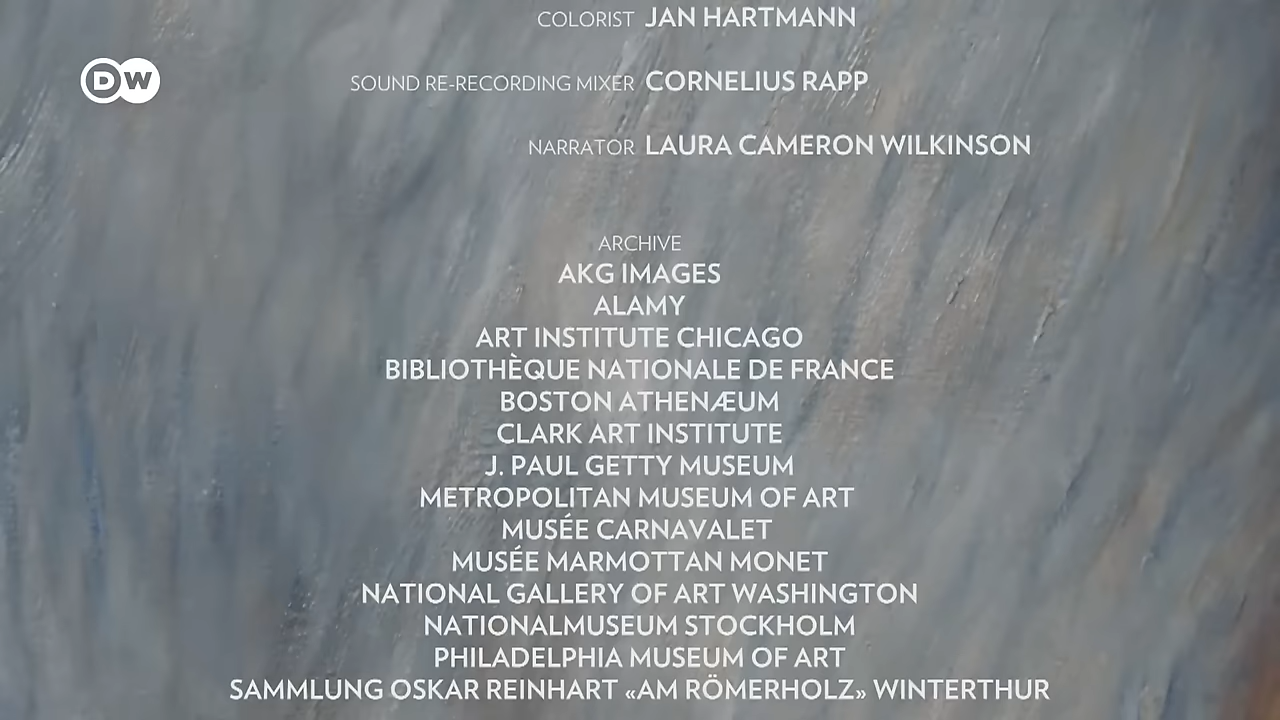 COLORIST JAN HARTMANN
DW
SOUND RE-RECORDING MIXER CORNELIUS RAPP
NARRATOR LAURA CAMERON WILKINSON
ARCHIVE
AKG IMAGES
ALAMY
ART INSTITUTE CHICAGO
BIBLIOTHÈQUE NATIONALE DE FRANCE
BOSTON ATHENÆUM
CLARK ART INSTITUTE
J. PAUL GETTY MUSEUM
METROPOLITAN MUSEUM OF ART
MUSÉE CARNAVALET
MUSÉE MARMOTTAN MONET
NATIONAL GALLERY OF ART WASHINGTON
NATIONALMUSEUM STOCKHOLM
PHILADELPHIA MUSEUM OF ART
SAMMLUNG OSKAR REINHART «AM RÖMERHOLZ» WINTERTHUR